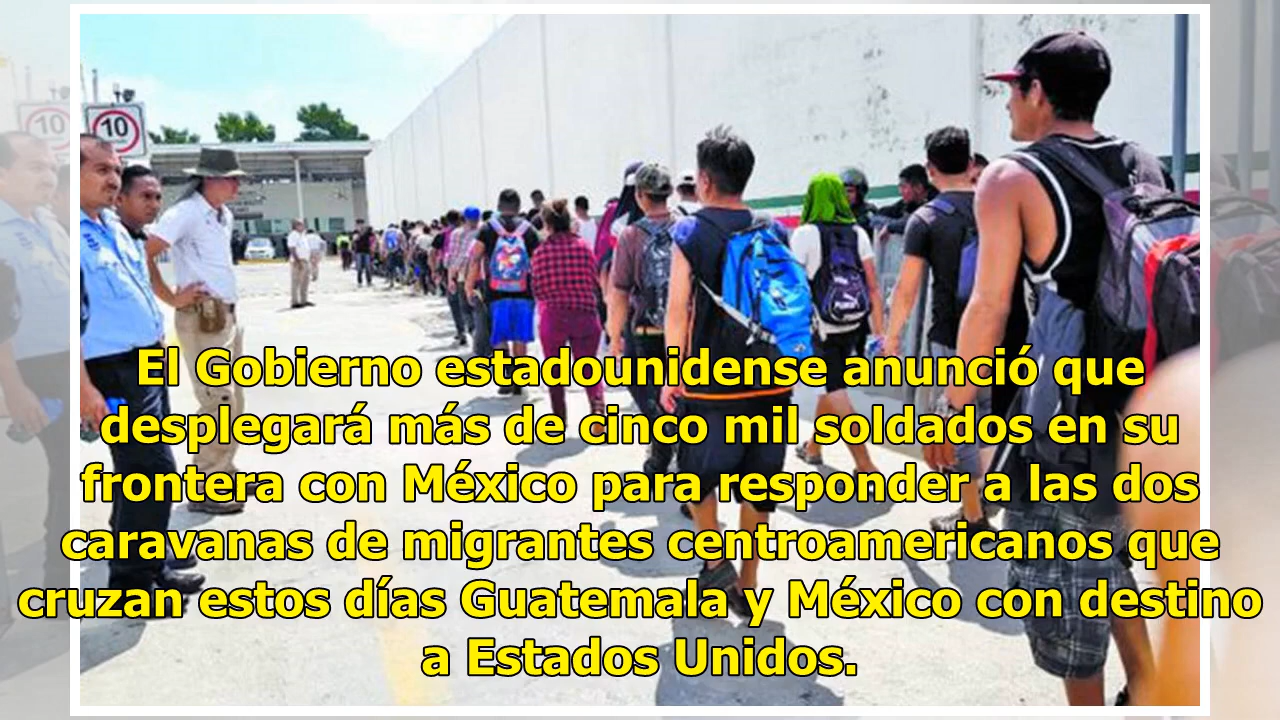 10
10
El Gobierno estadounidense anunció que
desplegará más de cinco mil soldados en su
frontera con México para responder a las dos
caravanas de migrantes centroamericanos que
cruzan estos días Guatemala y México con destino
a Estados Unidos.